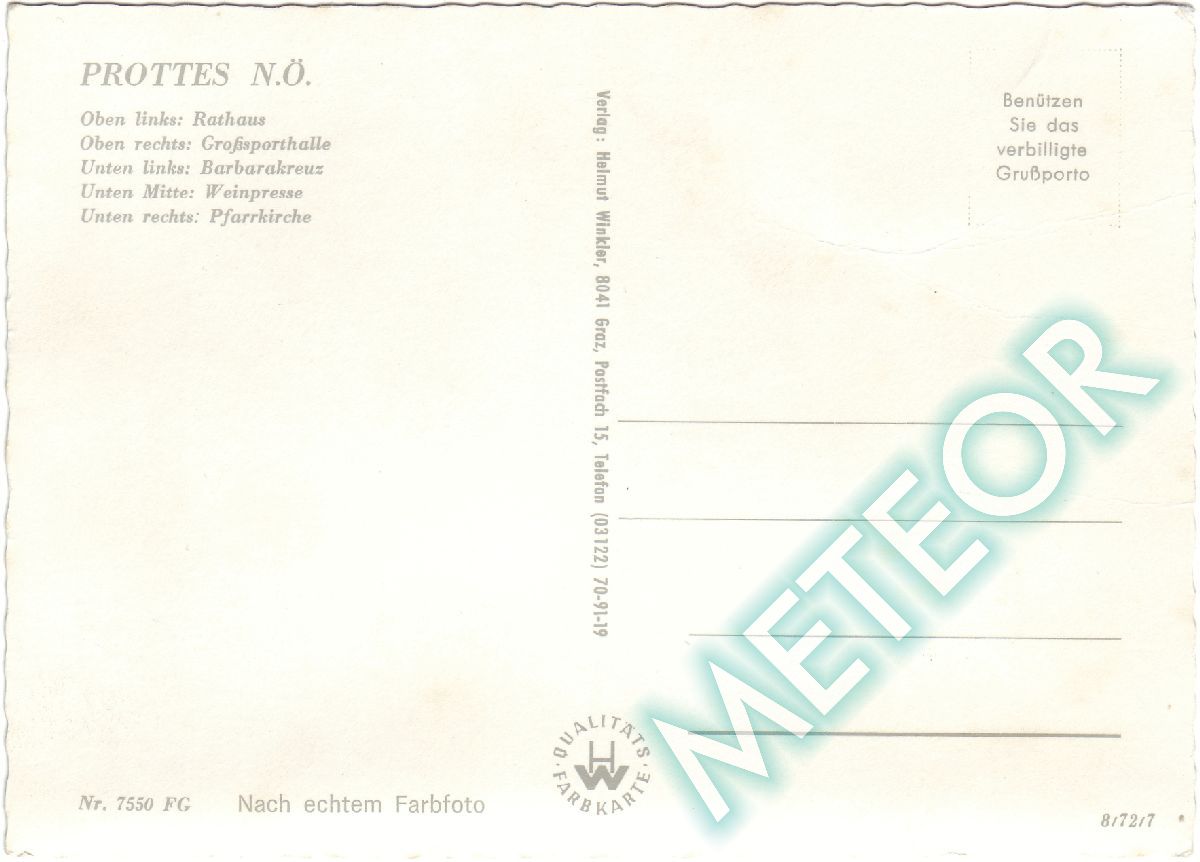 PROTTES N.Ö.
Oben links: Rathaus
Oben rechts: Großsporthalle
Unten links: Barbarakreuz
Unten Mitte: Weinpresse
Unten rechts: Pfarrkirche
Verlag: Helmut Winkler, 8041 Graz, Postfach 15, Telefon (03122) 70-91-19
Benützen
Sie das
verbilligte
Grußporto
METEOR
QUALITÄTS
HW
FARBKARTE
Nr. 7550 FG Nach echtem Farbfoto
8/72/7